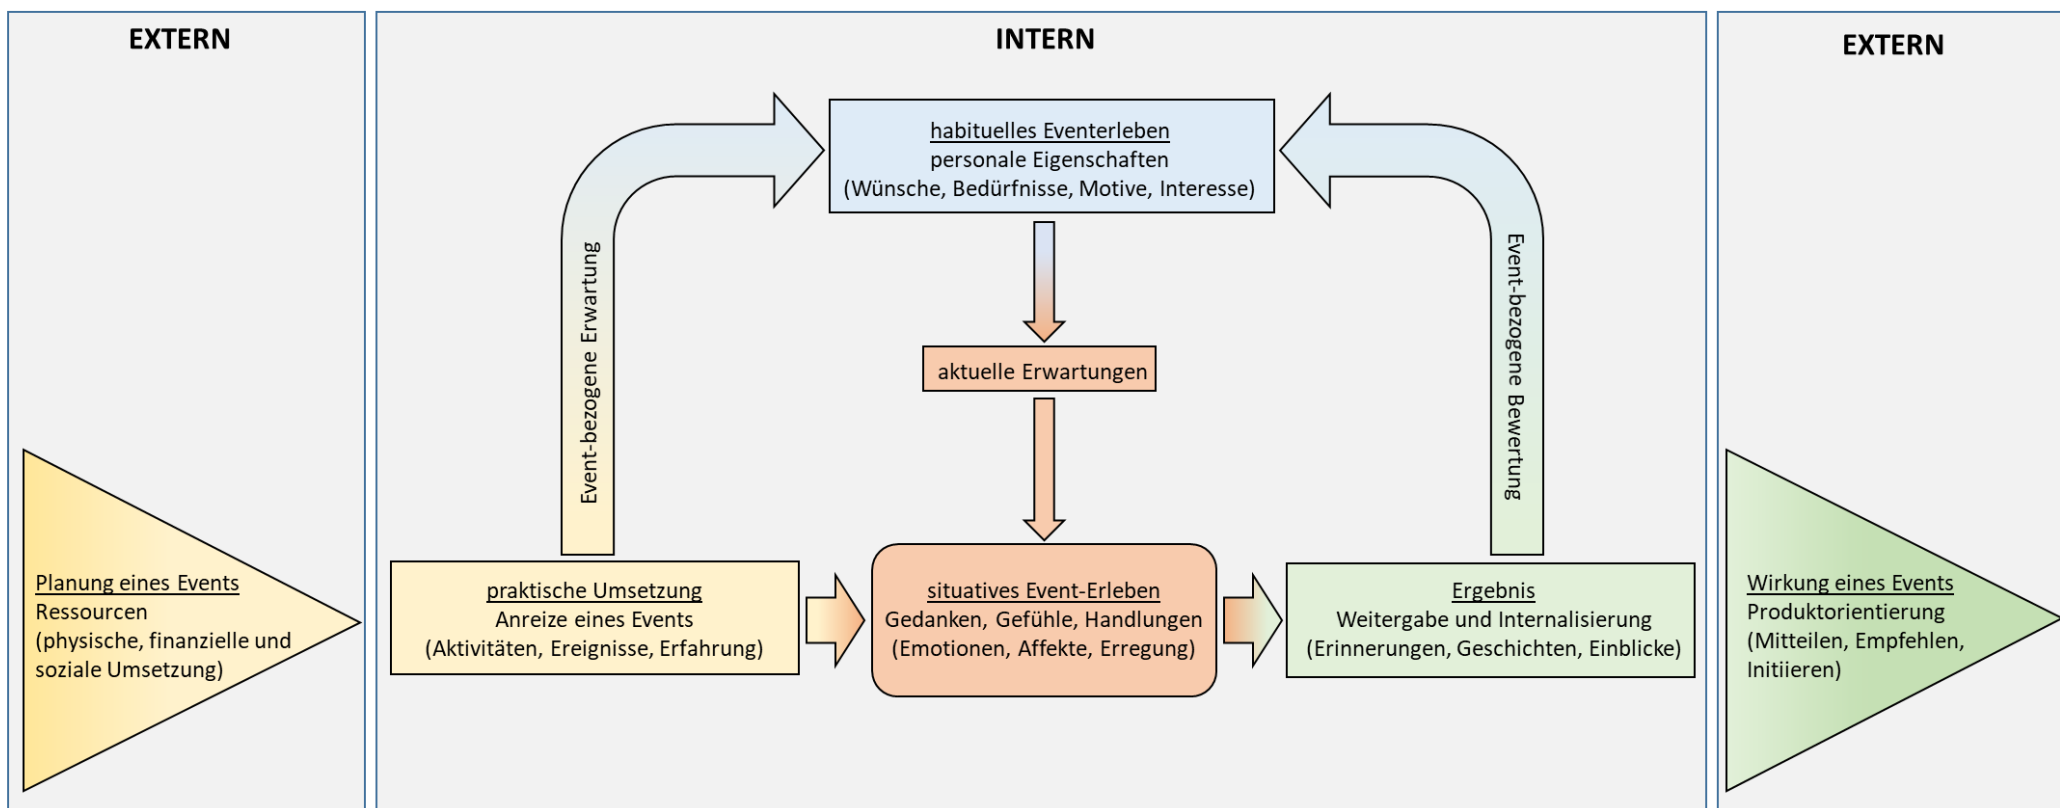 EXTERN
Planung eines Events
Ressourcen
(physische, finanzielle und
soziale Umsetzung)
INTERN
habituelles Eventerleben
personale Eigenschaften
(Wünsche, Bedürfnisse, Motive, Interesse)
Event-bezogene Erwartung
aktuelle Erwartungen
Event-bezogene Bewertung
praktische Umsetzung
Anreize eines Events
(Aktivitäten, Ereignisse, Erfahrung)
situatives Event-Erleben
Gedanken, Gefühle, Handlungen
(Emotionen, Affekte, Erregung)
Ergebnis
Weitergabe und Internalisierung
(Erinnerungen, Geschichten, Einblicke)
EXTERN
Wirkung eines Events
Produktorientierung
(Mitteilen, Empfehlen,
Initiieren)